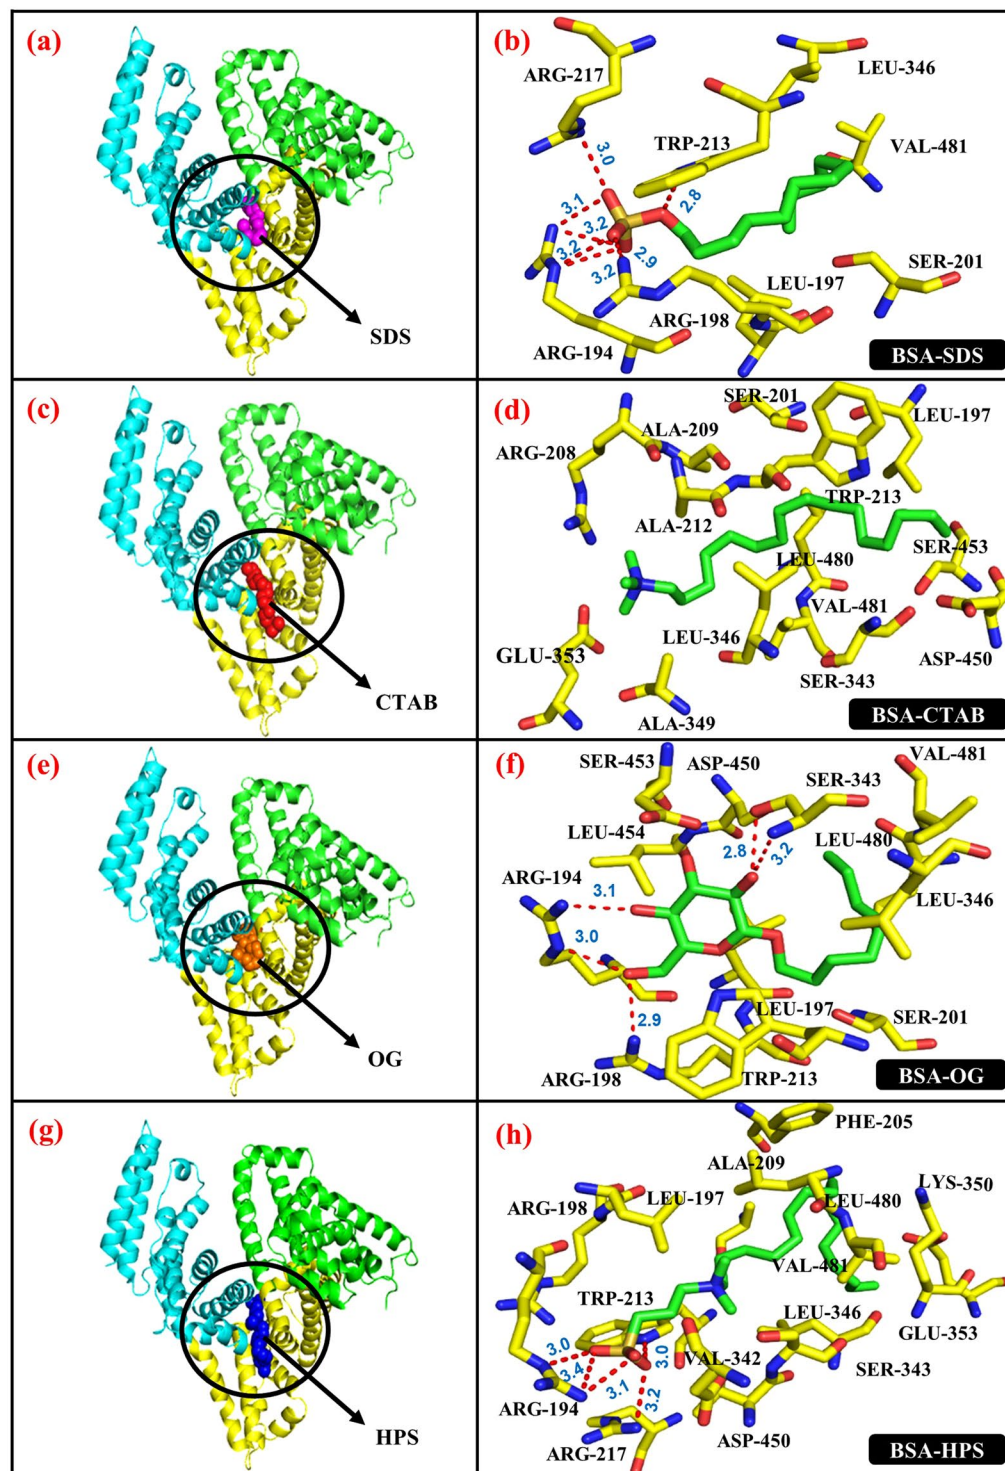 (a)
SDS
(b)
ARG-217
LEU-346
TRP-213
VAL-481
3.0
3.1
3.2
2.8
3.2
2.9
3.2
SER-201
LEU-197
ARG-198
ARG-194
BSA-SDS
(c)
CTAB
(d)
SER-201
LEU-197
ALA-209
ARG-208
TRP-213
ALA-212
SER-453
LEU-480
VAL-481
LEU-346
GLU-353
ASP-450
SER-343
ALA-349
BSA-CTAB
(e)
OG
(f)
SER-453
ASP-450
VAL-481
SER-343
LEU-454
2.8
3.2
LEU-480
ARG-194
3.1
LEU-346
3.0
LEU-197
SER-201
2.9
ARG-198
TRP-213
BSA-OG
(g)
HPS
(h)
PHE-205
ALA-209
LYS-350
LEU-197
LEU-480
ARG-198
VAL-481
TRP-213
LEU-346
GLU-353
3.0
3.0
VAL-342
SER-343
3.4
3.1
3.2
ARG-194
ASP-450
ARG-217
BSA-HPS